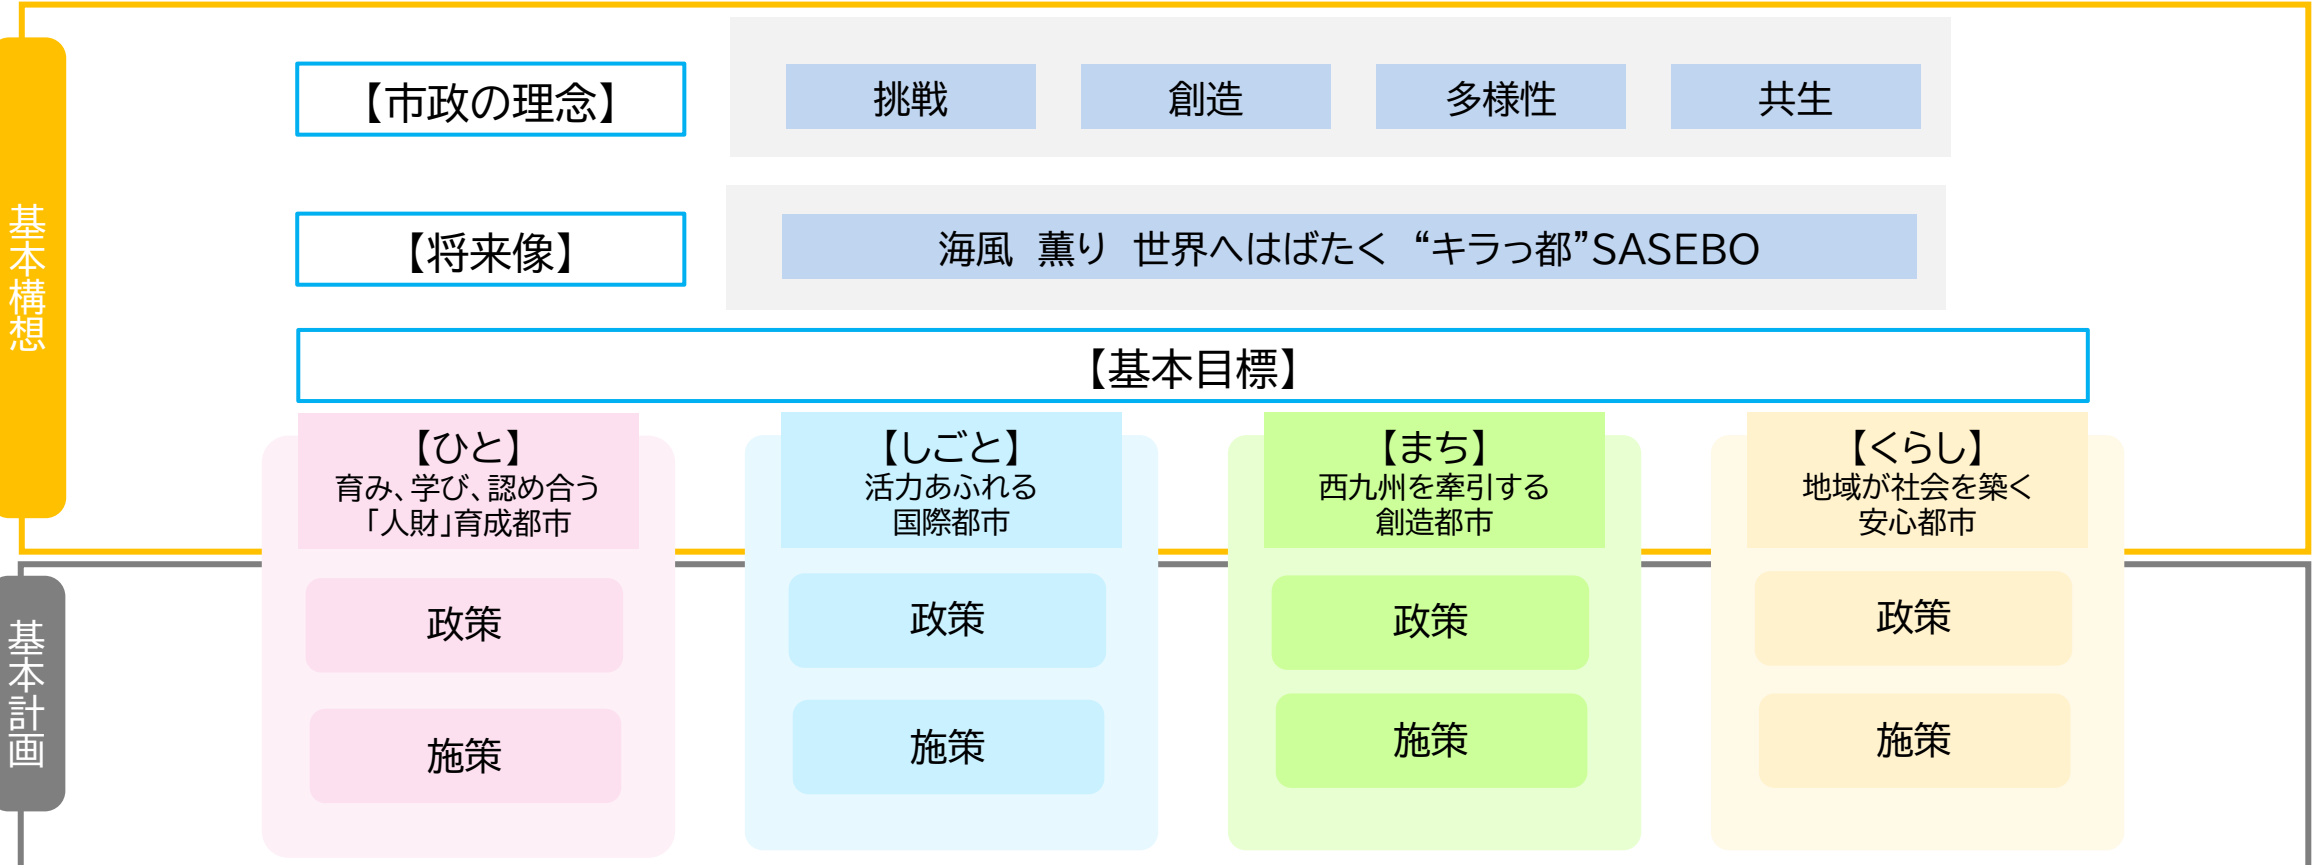 基本構想
【市政の理念】
挑戦
創造
多様性
共生
【将来像】
海風　薫り　世界へはばたく　“キラっ都”SASEBO
【基本目標】
【ひと】
育み、学び、認め合う
「人財」育成都市
【しごと】
活力あふれる
国際都市
【まち】
西九州を牽引する
創造都市
【くらし】
地域が社会を築く
安心都市
基本計画
政策
政策
政策
政策
施策
施策
施策
施策